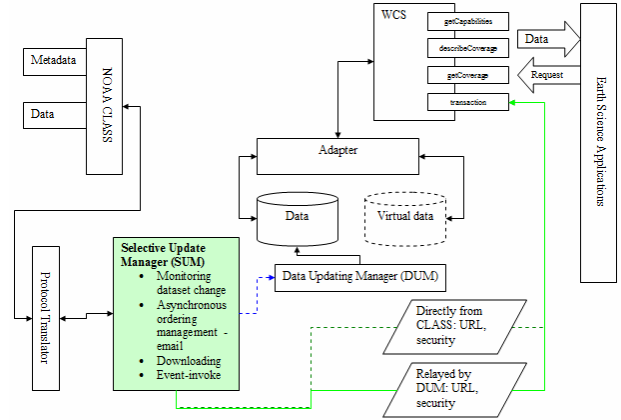 WCS
getCapabilities
describeCoverage
getCoverage
transaction
Data
Request
Earth Science Applications
Metadata
Data
NOAA CLASS
Adapter
Data
Virtual data
Selective Update
Manager (SUM)
• Monitoring
dataset change
• Asynchronous
ordering
management -
email
• Downloading
• Event-invoke
Data Updating Manager (DUM)
Protocol Translator
Directly from
CLASS: URL,
security
Relayed by
DUM: URL,
security